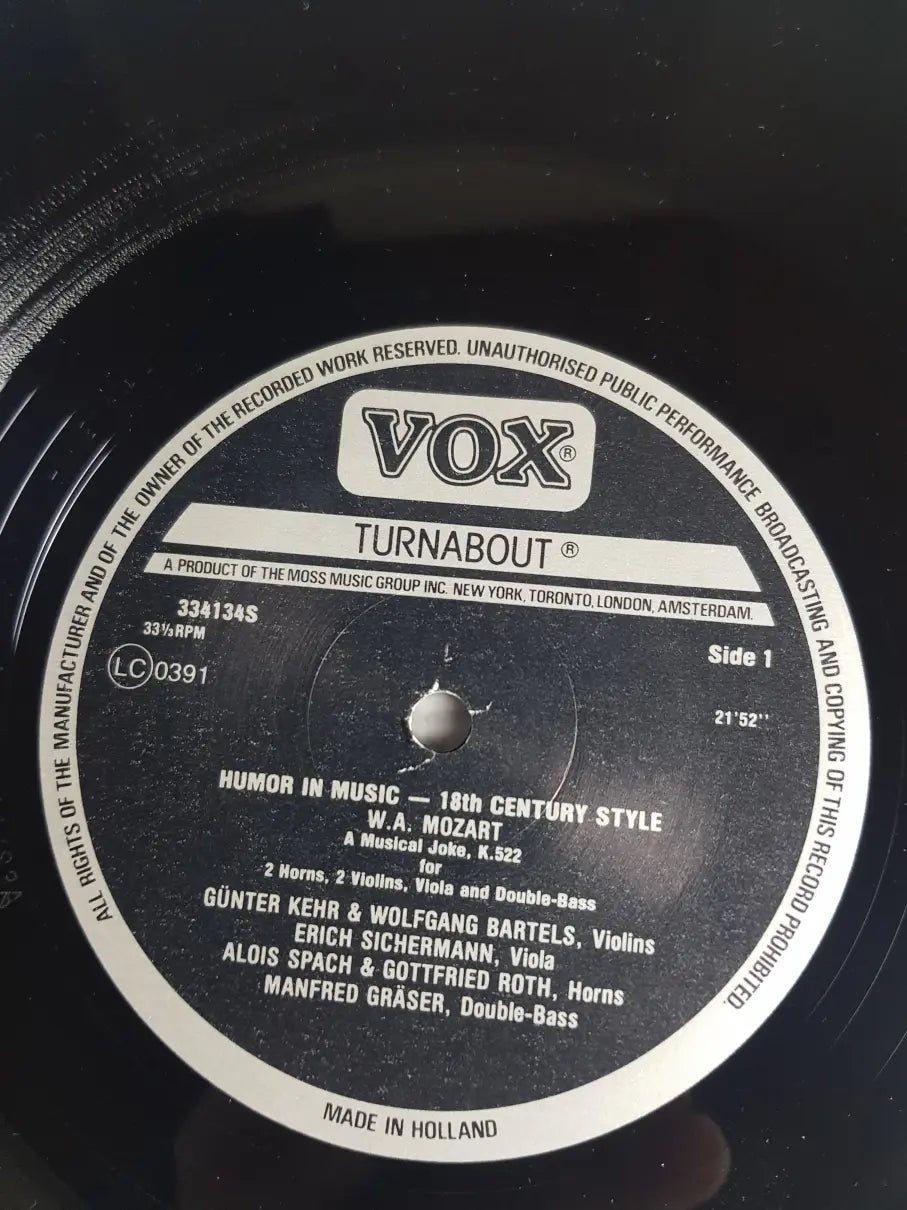 ALL RIGHTS OF THE MANUFACTURER AND OF THE OWNER OF THE RECORDED WORK RESERVED. UNAUTHORISED PUBLIC PERFORMANCE BROADCASTING AND COPYING OF THIS RECORD PROHIBITED.
VOX®
TURNABOUT®
A PRODUCT OF THE MOSS MUSIC GROUP INC. NEW YORK, TORONTO, LONDON, AMSTERDAM.
334134S
33⅓ RPM
Side 1
LC 0391
21'52''
HUMOR IN MUSIC — 18th CENTURY STYLE
W.A. MOZART
A Musical Joke, K.522
for
2 Horns, 2 Violins, Viola and Double-Bass
GÜNTER KEHR & WOLFGANG BARTELS, Violins
ERICH SICHERMANN, Viola
ALOIS SPACH & GOTTFRIED ROTH, Horns
MANFRED GRÄSER, Double-Bass
MADE IN HOLLAND